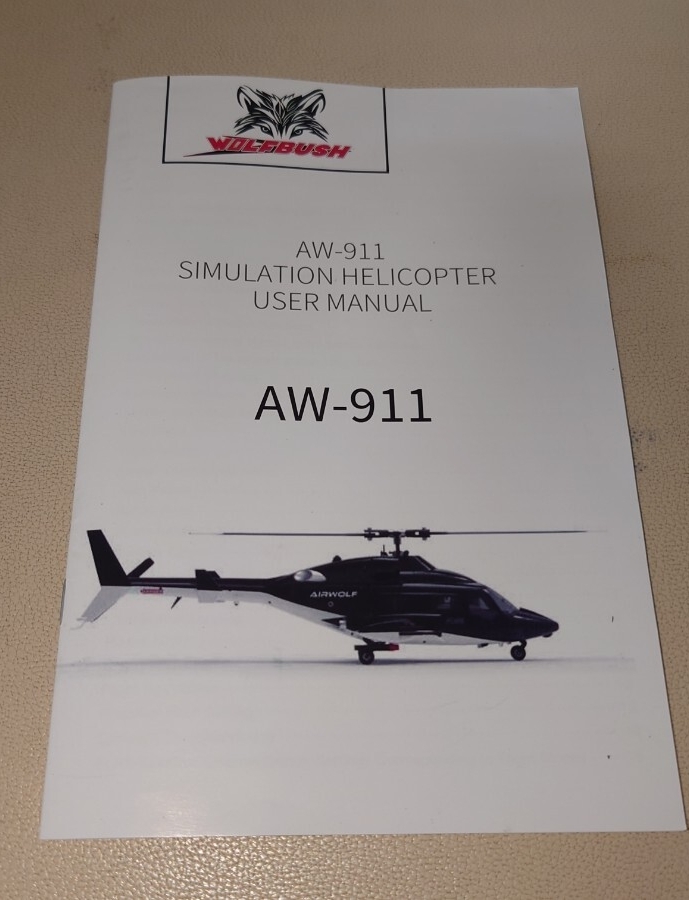 WOLFBUSH
AW-911
SIMULATION HELICOPTER
USER MANUAL
AW-911
AIRWOLF